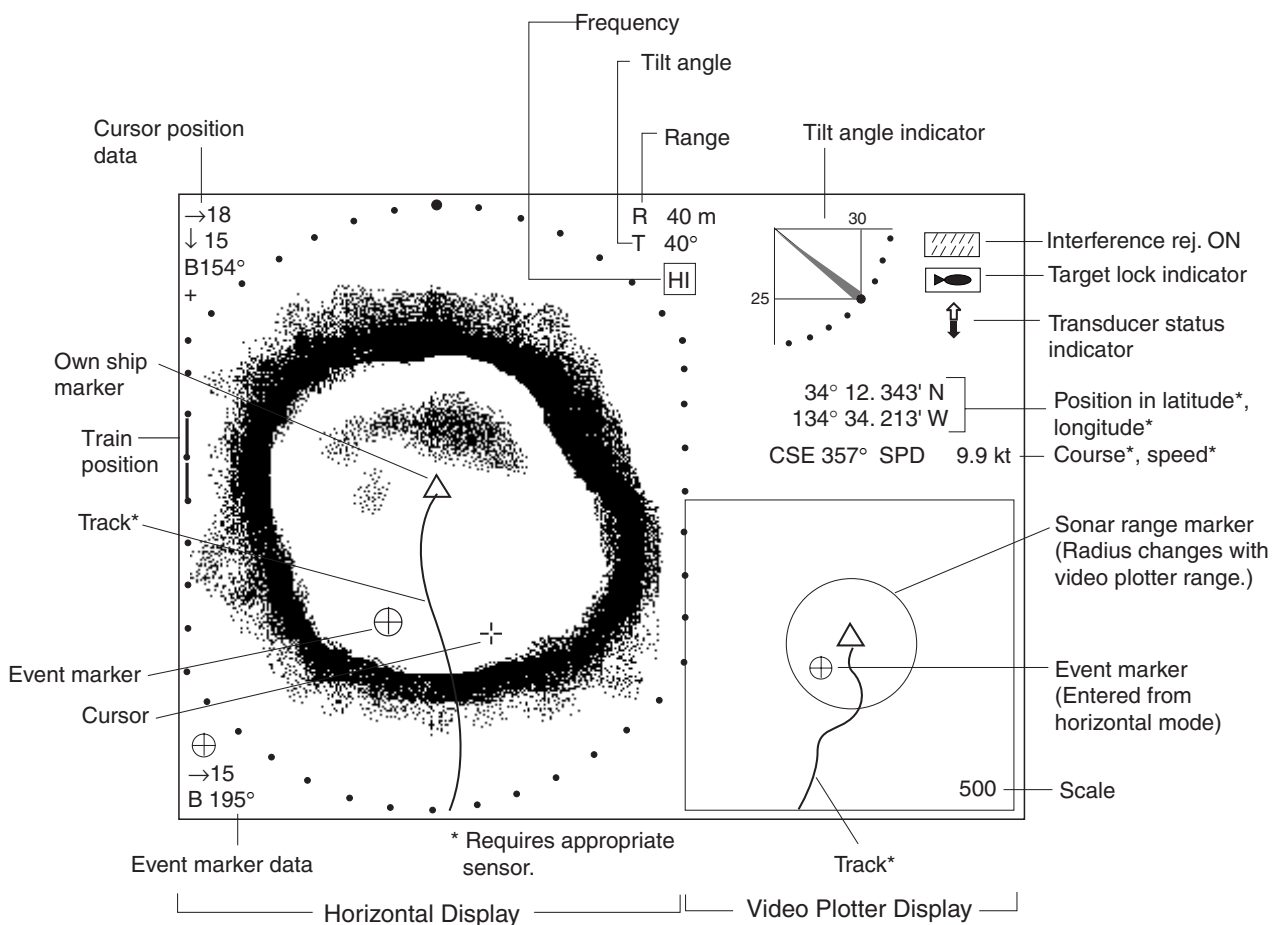 Frequency
Tilt angle
Cursor position
data
Range
Tilt angle indicator
→18
↓ 15
B154°
+
R 40 m
T 40°
HI
30
25
Interference rej. ON
Target lock indicator
Transducer status
indicator
Own ship
marker
34° 12. 343' N
134° 34. 213' W
Position in latitude*,
longitude*
Train
position
CSE 357° SPD 9.9 kt
Course*, speed*
Track*
Sonar range marker
(Radius changes with
video plotter range.)
Event marker
Cursor
Event marker
(Entered from
horizontal mode)
→15
B 195°
500
Scale
Event marker data
* Requires appropriate
sensor.
Track*
Horizontal Display
Video Plotter Display